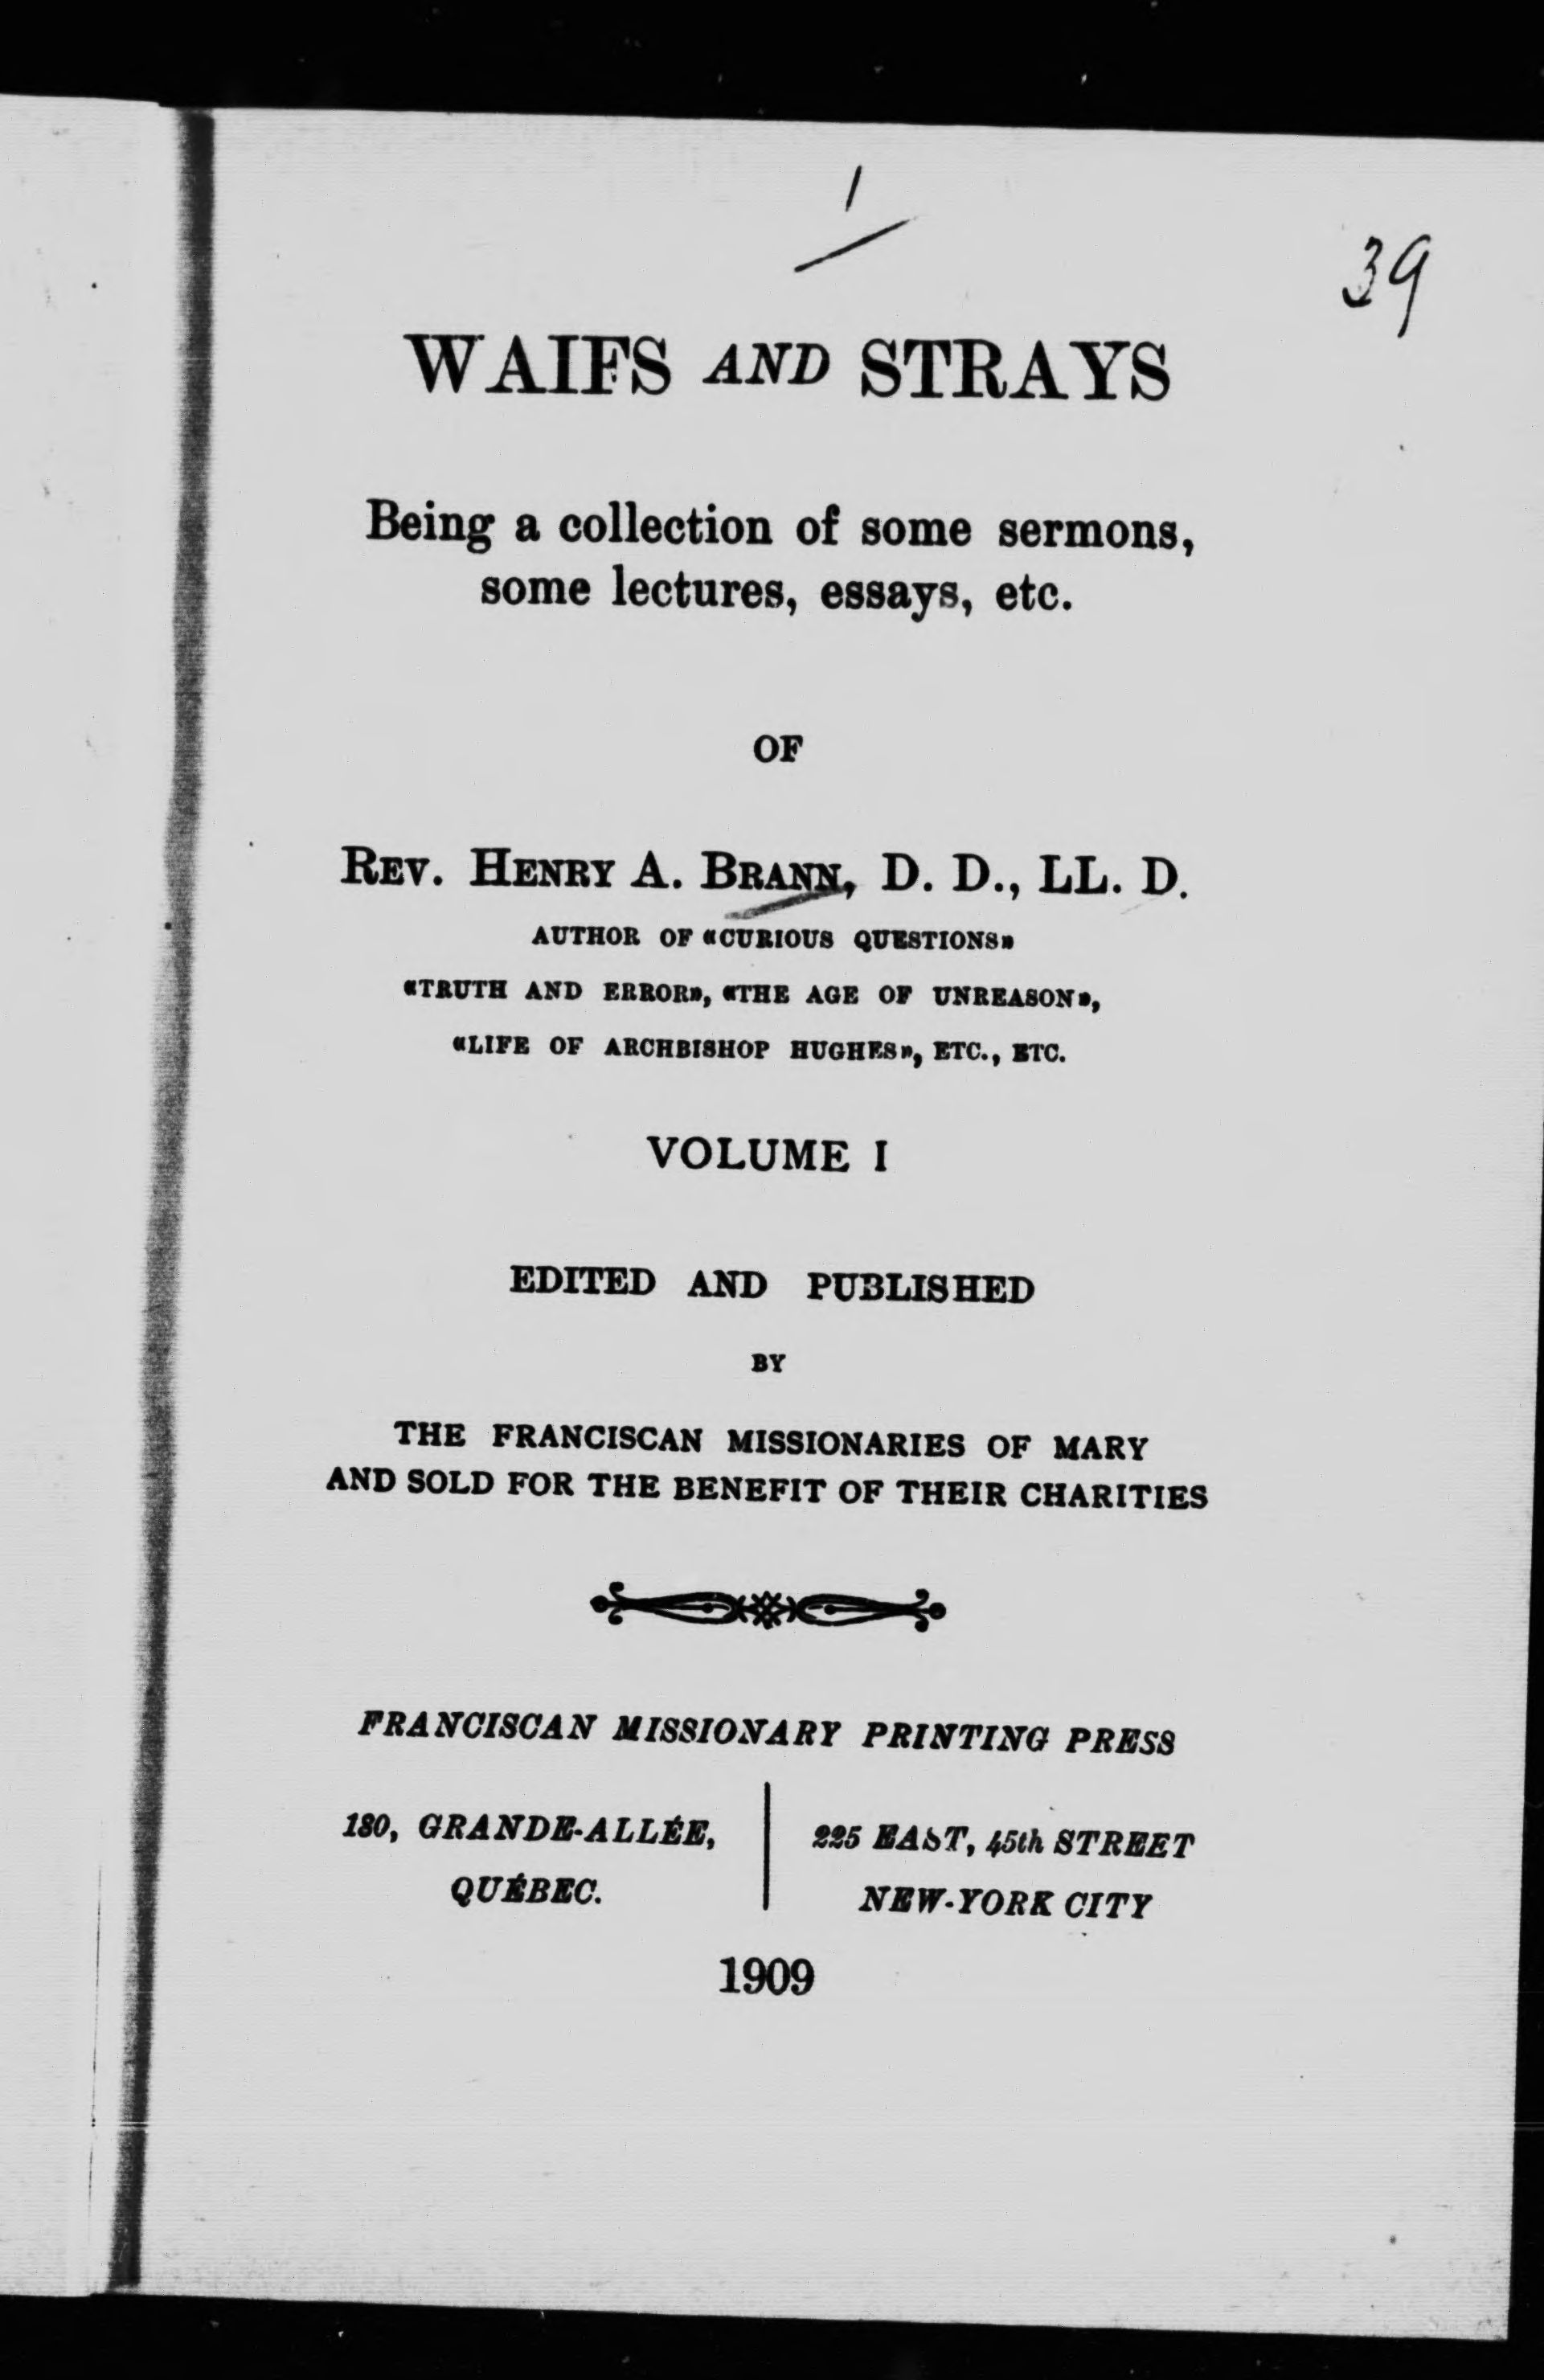 1
39
WAIFS AND STRAYS
Being a collection of some sermons,
some lectures, essays, etc.
OF
REV. HENRY A. BRANN, D. D., LL. D.
AUTHOR OF «CURIOUS QUESTIONS»
«TRUTH AND ERROR», «THE AGE OF UNREASON»,
«LIFE OF ARCHBISHOP HUGHES», ETC., ETC.
VOLUME I
EDITED AND PUBLISHED
BY
THE FRANCISCAN MISSIONARIES OF MARY
AND SOLD FOR THE BENEFIT OF THEIR CHARITIES
FRANCISCAN MISSIONARY PRINTING PRESS
180, GRANDE-ALLÉE,
QUÉBEC.
225 EAST, 45th STREET
NEW-YORK CITY
1909